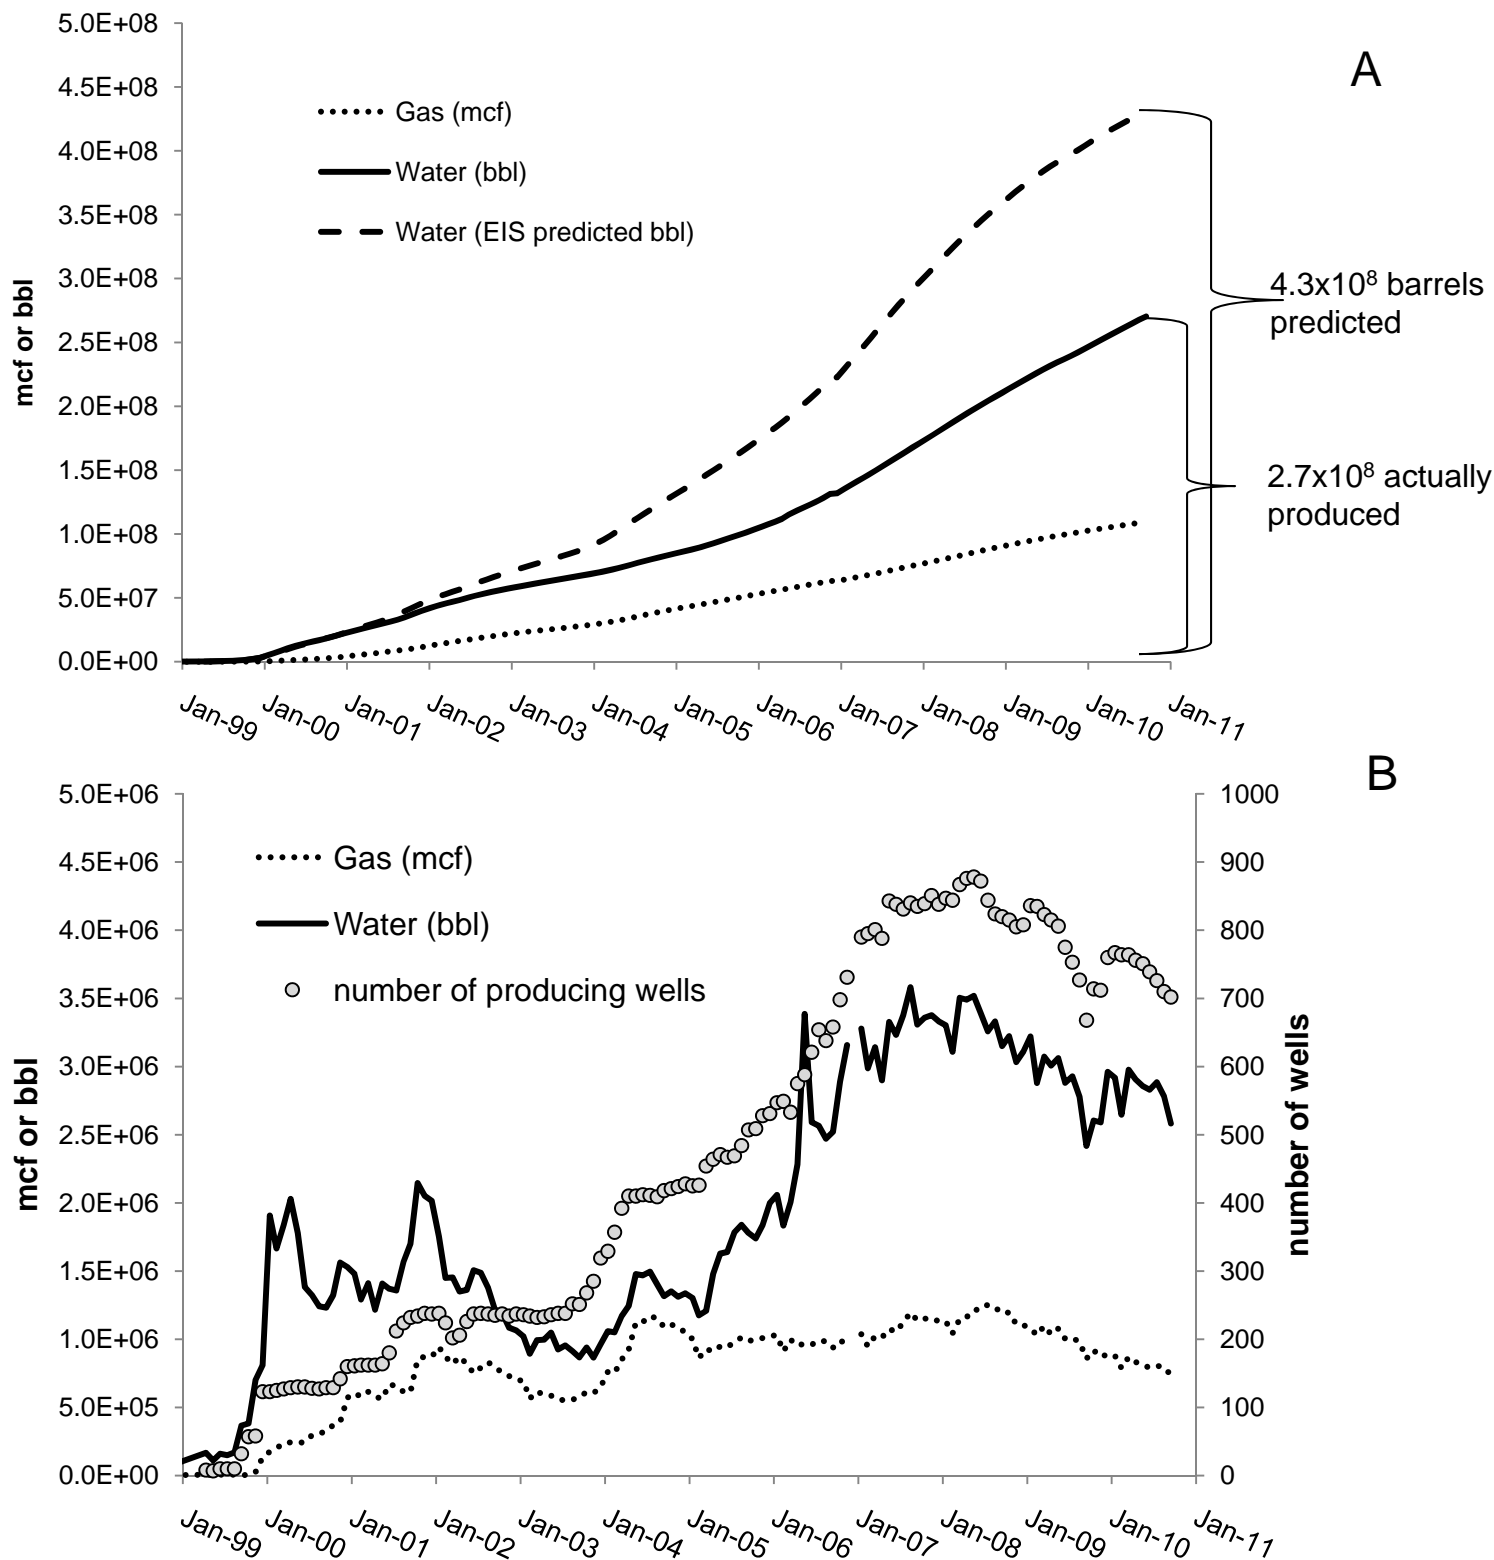 A
5.0E+08
4.5E+08
4.0E+08
3.5E+08
3.0E+08
2.5E+08
2.0E+08
1.5E+08
1.0E+08
5.0E+07
0.0E+00
mcf or bbl
Gas (mcf)
Water (bbl)
Water (EIS predicted bbl)
4.3x10⁸ barrels
predicted
2.7x10⁸ actually
produced
Jan-99
Jan-00
Jan-01
Jan-02
Jan-03
Jan-04
Jan-05
Jan-06
Jan-07
Jan-08
Jan-09
Jan-10
Jan-11
B
5.0E+06
4.5E+06
4.0E+06
3.5E+06
3.0E+06
2.5E+06
2.0E+06
1.5E+06
1.0E+06
5.0E+05
0.0E+00
mcf or bbl
Gas (mcf)
Water (bbl)
number of producing wells
1000
900
800
700
600
500
400
300
200
100
0
number of wells
Jan-99
Jan-00
Jan-01
Jan-02
Jan-03
Jan-04
Jan-05
Jan-06
Jan-07
Jan-08
Jan-09
Jan-10
Jan-11